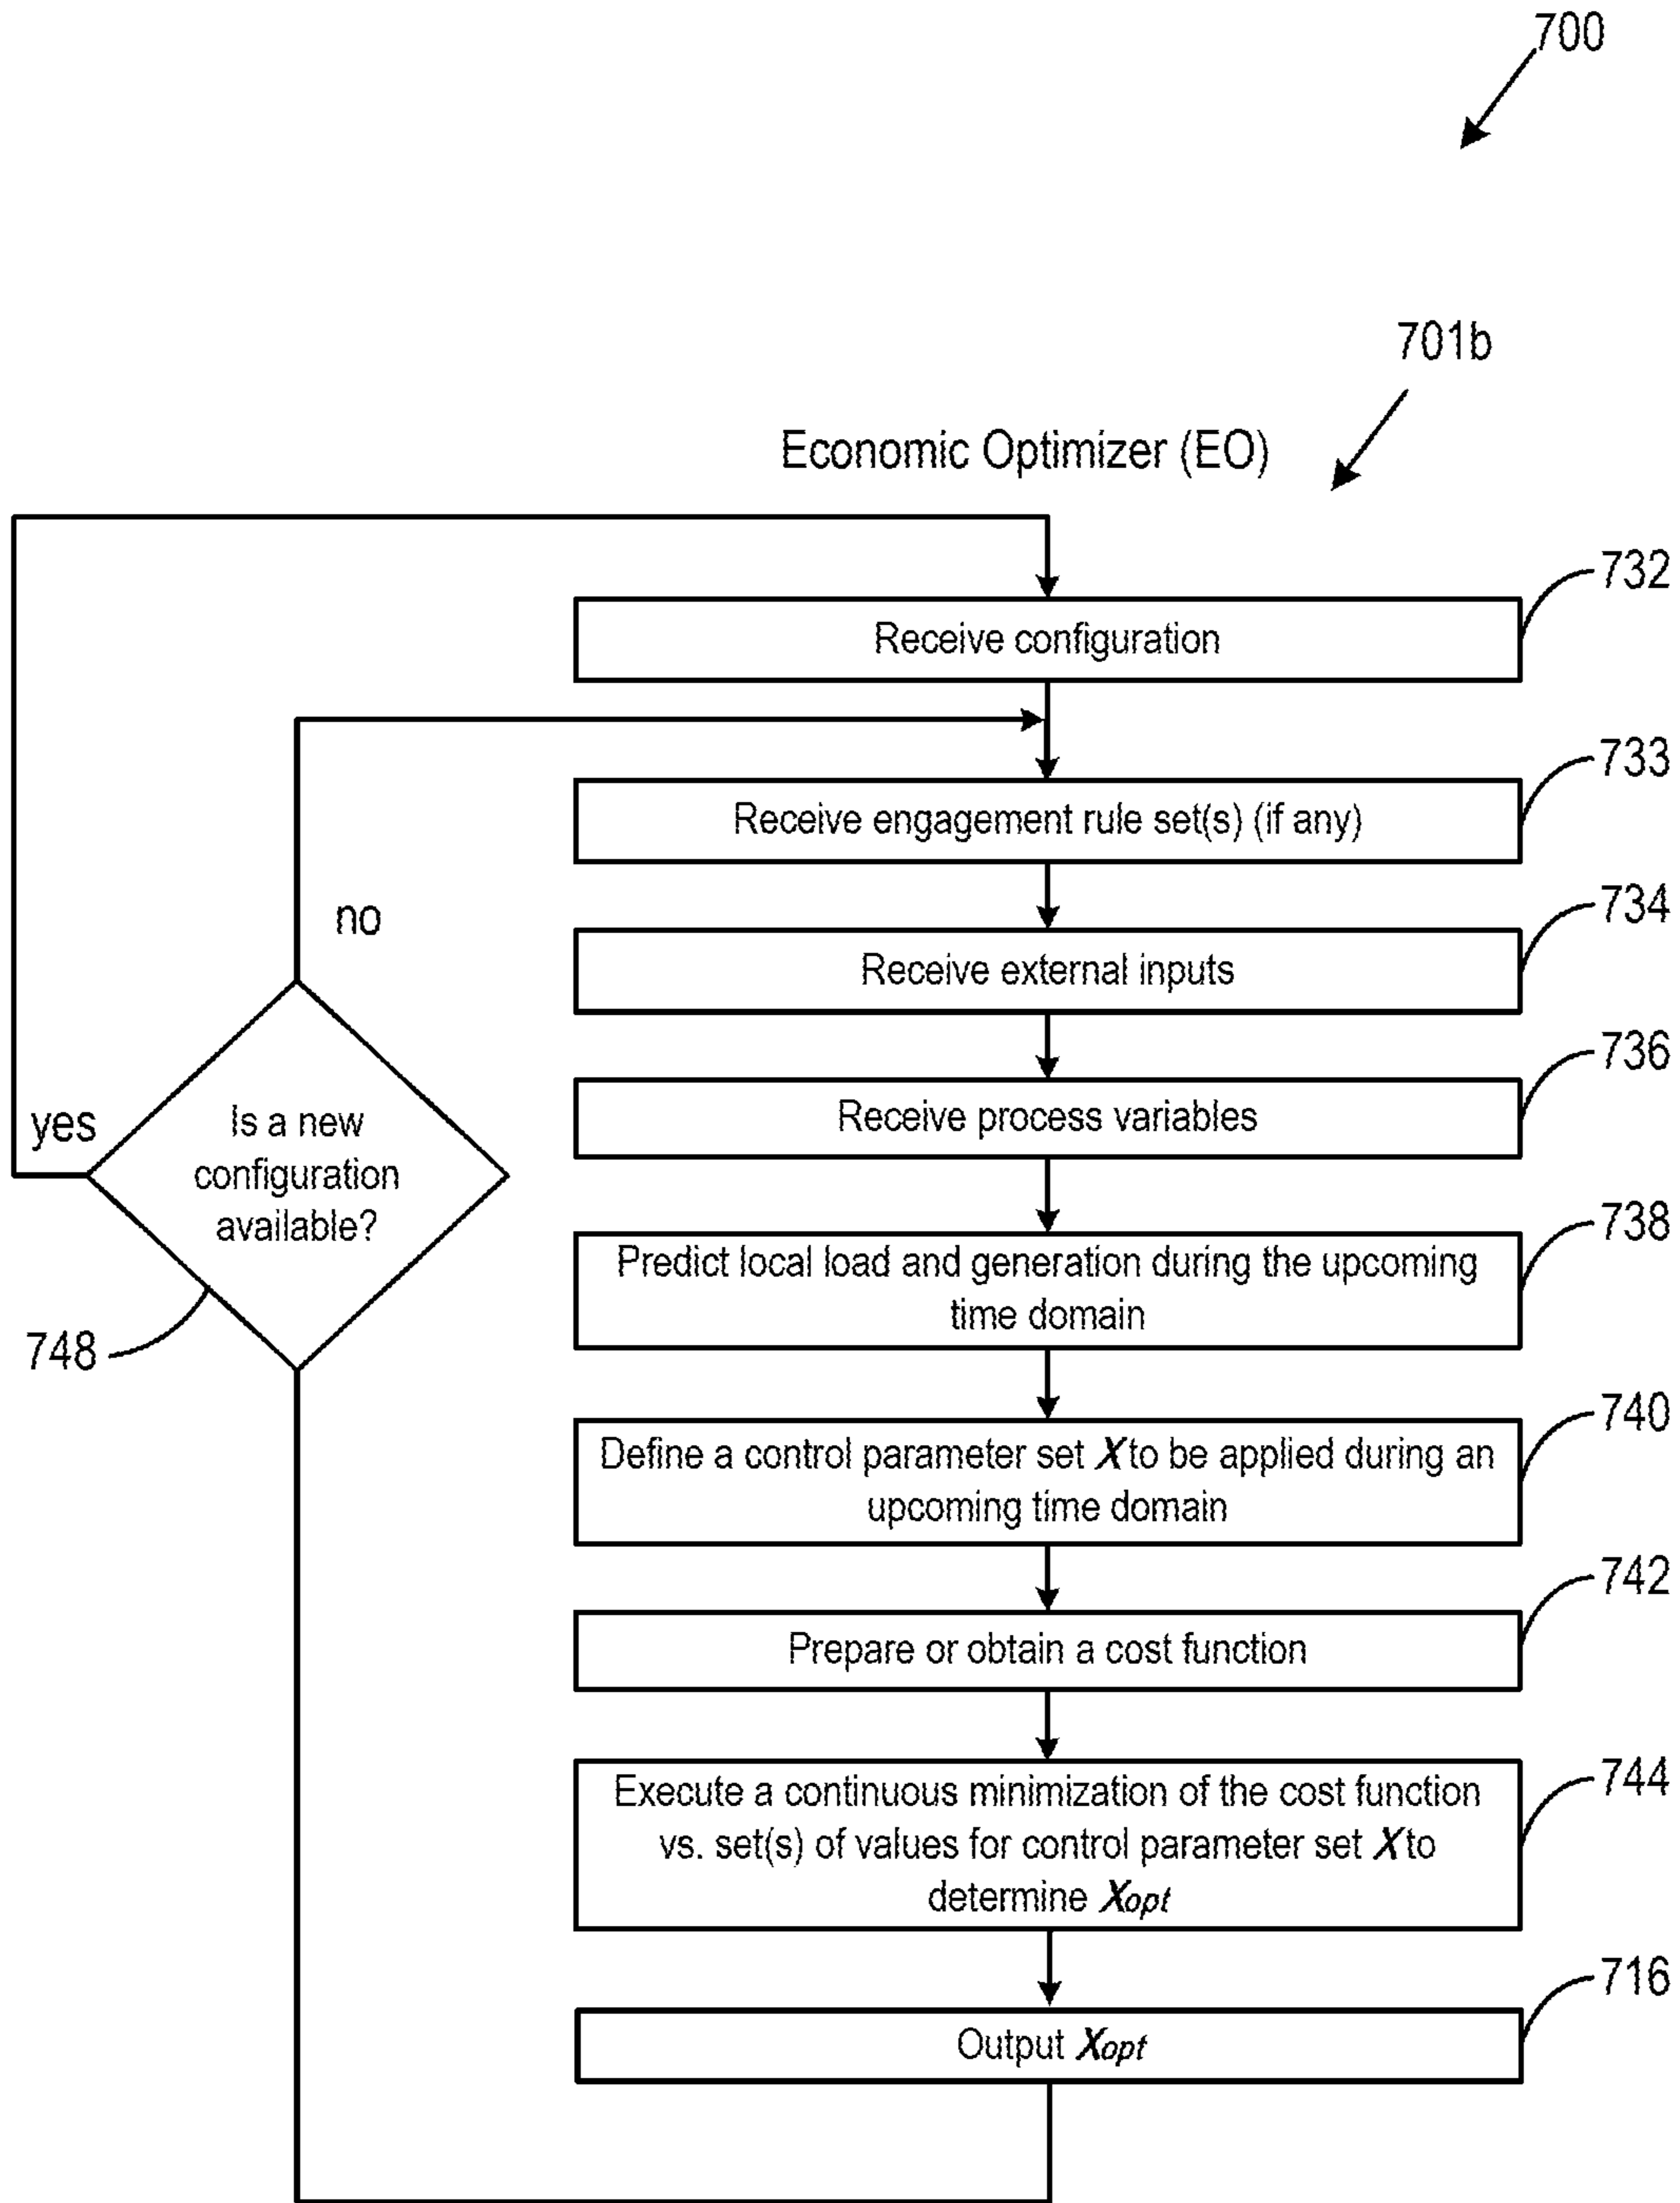 700
701b
Economic Optimizer (EO)
732
Receive configuration
733
Receive engagement rule set(s) (if any)
734
no
Receive external inputs
736
Receive process variables
yes
Is a new
configuration
available?
738
Predict local load and generation during the upcoming
time domain
748
740
Define a control parameter set X to be applied during an
upcoming time domain
742
Prepare or obtain a cost function
744
Execute a continuous minimization of the cost function
vs. set(s) of values for control parameter set X to
determine Xopt
716
Output Xopt